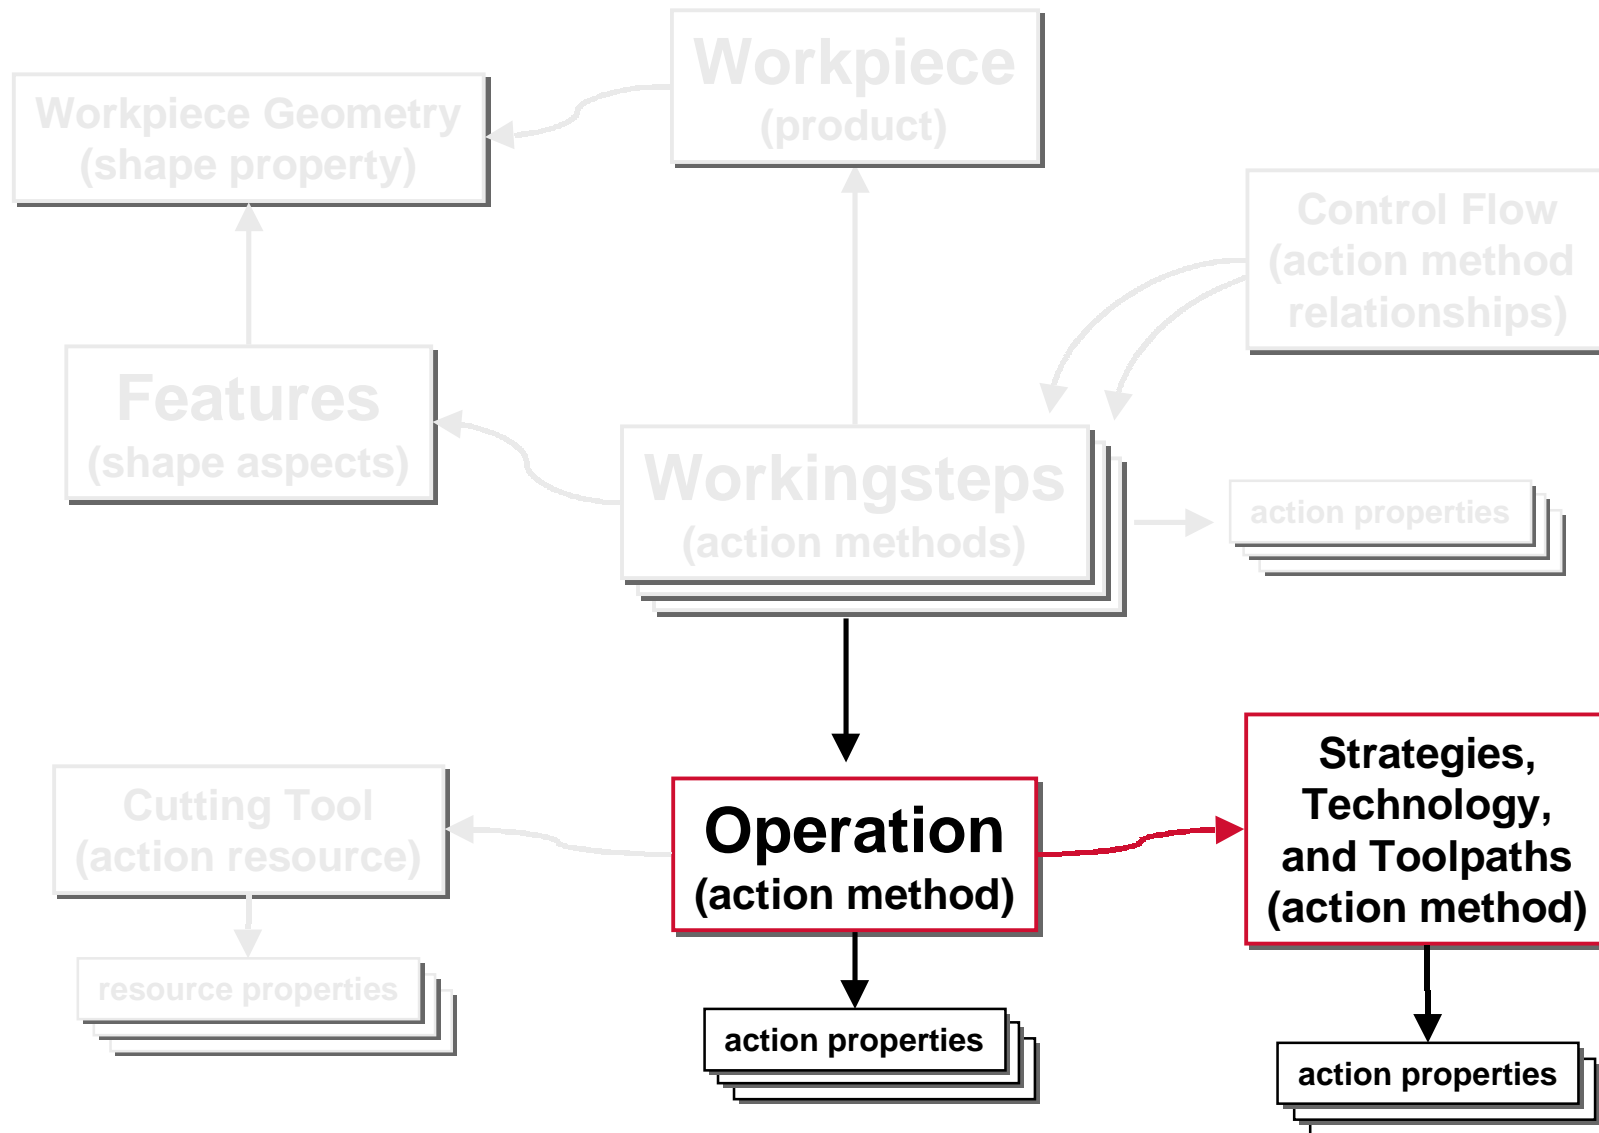 Workpiece
(product)
Workpiece Geometry
(shape property)
Control Flow
(action method
relationships)
Features
(shape aspects)
Workingsteps
(action methods)
action properties
Strategies,
Technology,
and Toolpaths
(action method)
Cutting Tool
(action resource)
Operation
(action method)
resource properties
action properties
action properties